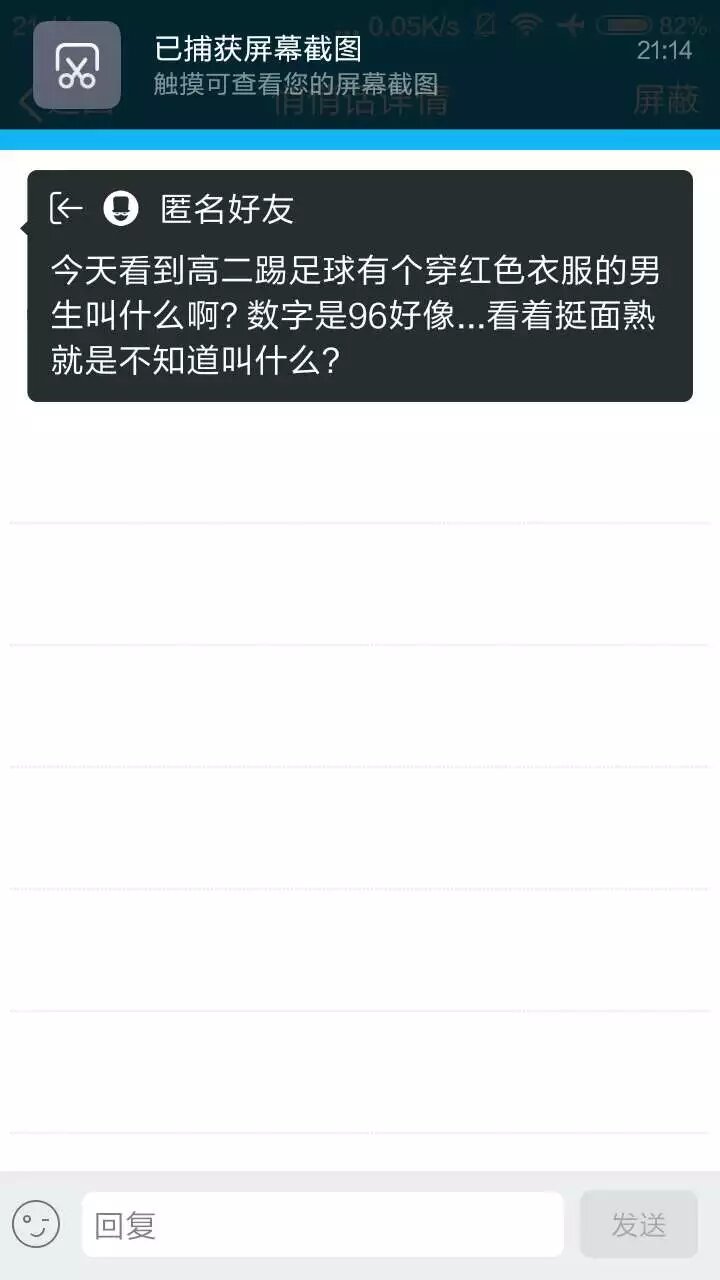 0.05K/s 82%
已捕获屏幕截图
21:14
触摸可查看您的屏幕截图
悄悄话详情
屏蔽
匿名好友
今天看到高二踢足球有个穿红色衣服的男
生叫什么啊? 数字是96好像...看着挺面熟
就是不知道叫什么?
回复
发送